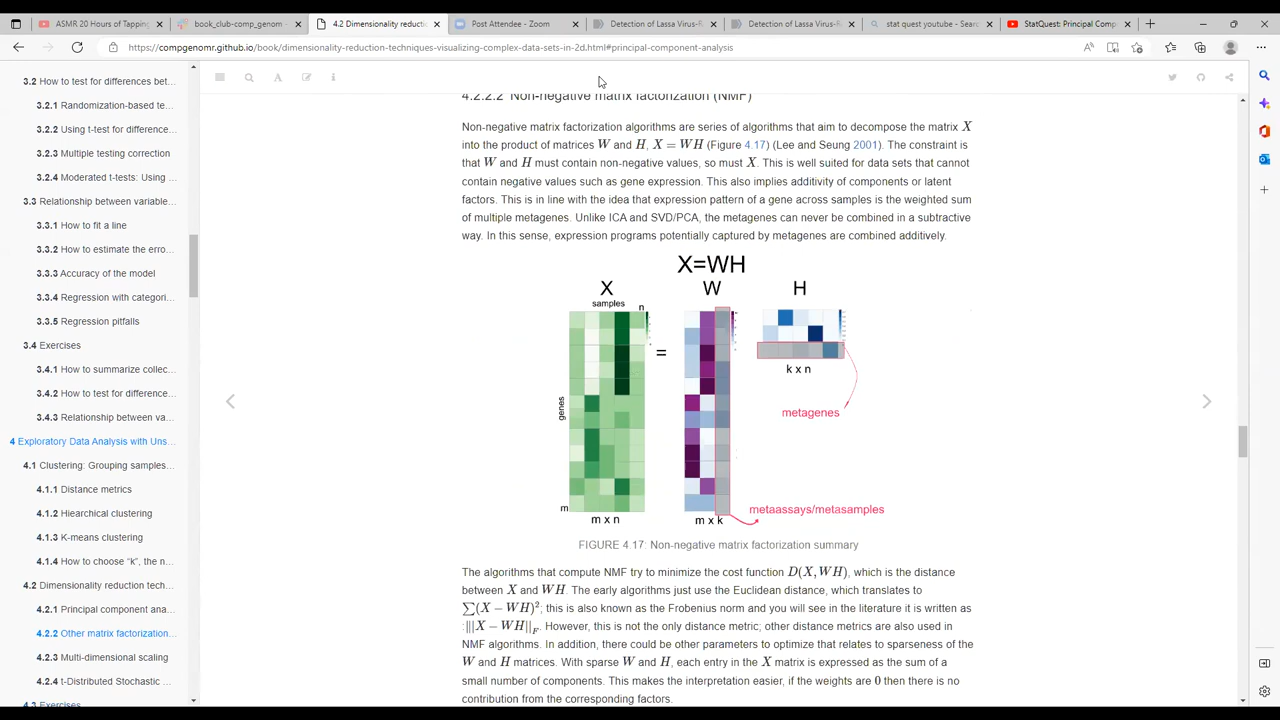 ASMR 20 Hours of Tapping
book_club-comp_genom
4.2 Dimensionality reductio
Post Attendee - Zoom
Detection of Lassa Virus-R
Detection of Lassa Virus-R
stat quest youtube - Searc
StatQuest: Principal Comp
https://compgenomr.github.io/book/dimensionality-reduction-techniques-visualizing-complex-data-sets-in-2d.html#principal-component-analysis
3.2 How to test for differences bet...
3.2.1 Randomization-based te...
3.2.2 Using t-test for difference...
3.2.3 Multiple testing correction
3.2.4 Moderated t-tests: Using ...
3.3 Relationship between variable...
3.3.1 How to fit a line
3.3.2 How to estimate the erro...
3.3.3 Accuracy of the model
3.3.4 Regression with categori...
3.3.5 Regression pitfalls
3.4 Exercises
3.4.1 How to summarize collec...
3.4.2 How to test for difference...
3.4.3 Relationship between va...
4 Exploratory Data Analysis with Uns...
4.1 Clustering: Grouping samples...
4.1.1 Distance metrics
4.1.2 Hiearchical clustering
4.1.3 K-means clustering
4.1.4 How to choose “k”, the n...
4.2 Dimensionality reduction tech...
4.2.1 Principal component ana...
4.2.2 Other matrix factorization...
4.2.3 Multi-dimensional scaling
4.2.4 t-Distributed Stochastic ...
4.3 Exercises
4.2.2.2 Non-negative matrix factorization (NMF)
Non-negative matrix factorization algorithms are series of algorithms that aim to decompose the matrix X
into the product of matrices W and H, X = WH (Figure 4.17) (Lee and Seung 2001). The constraint is
that W and H must contain non-negative values, so must X. This is well suited for data sets that cannot
contain negative values such as gene expression. This also implies additivity of components or latent
factors. This is in line with the idea that expression pattern of a gene across samples is the weighted sum
of multiple metagenes. Unlike ICA and SVD/PCA, the metagenes can never be combined in a subtractive
way. In this sense, expression programs potentially captured by metagenes are combined additively.
X=WH
X
W
H
samples
n
genes
m
=
m x n
m x k
k x n
metagenes
metaassays/metasamples
FIGURE 4.17: Non-negative matrix factorization summary
The algorithms that compute NMF try to minimize the cost function D(X, WH), which is the distance
between X and WH. The early algorithms just use the Euclidean distance, which translates to
∑(X − WH)²; this is also known as the Frobenius norm and you will see in the literature it is written as
:|||X − WH||F. However, this is not the only distance metric; other distance metrics are also used in
NMF algorithms. In addition, there could be other parameters to optimize that relates to sparseness of the
W and H matrices. With sparse W and H, each entry in the X matrix is expressed as the sum of a
small number of components. This makes the interpretation easier, if the weights are 0 then there is no
contribution from the corresponding factors.